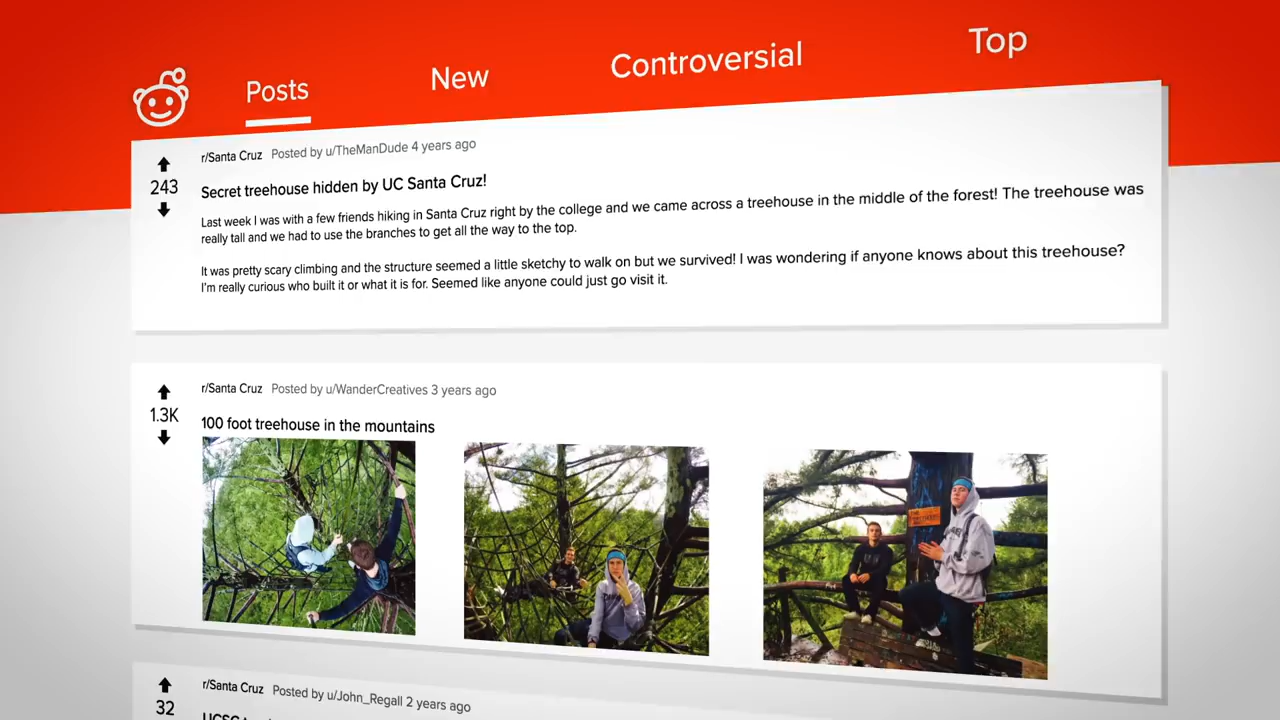 Posts
New
Controversial
Top
r/Santa Cruz Posted by u/TheManDude 4 years ago
243
Secret treehouse hidden by UC Santa Cruz!
Last week I was with a few friends hiking in Santa Cruz right by the college and we came across a treehouse in the middle of the forest! The treehouse was
really tall and we had to use the branches to get all the way to the top.
It was pretty scary climbing and the structure seemed a little sketchy to walk on but we survived! I was wondering if anyone knows about this treehouse?
I'm really curious who built it or what it is for. Seemed like anyone could just go visit it.
r/Santa Cruz Posted by u/WanderCreatives 3 years ago
1.3K
100 foot treehouse in the mountains
r/Santa Cruz Posted by u/John_Regall 2 years ago
32